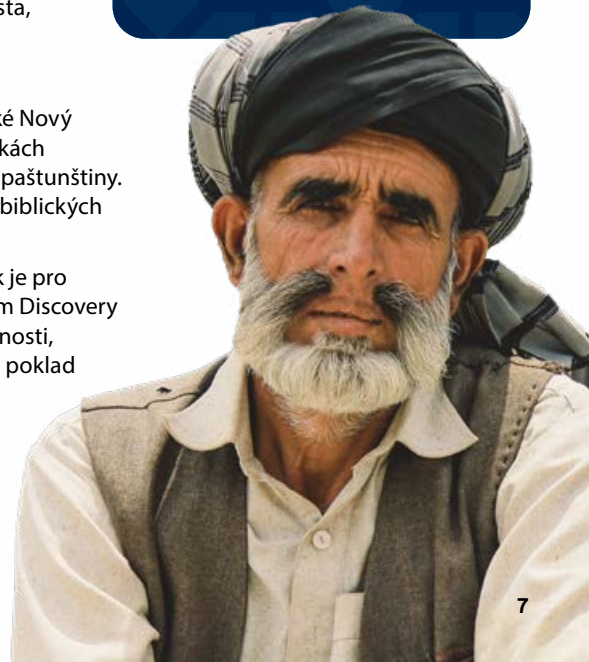 sta,
ké Nový
kách
paštunštiny.
biblických
k je pro
m Discovery
nosti,
poklad
7